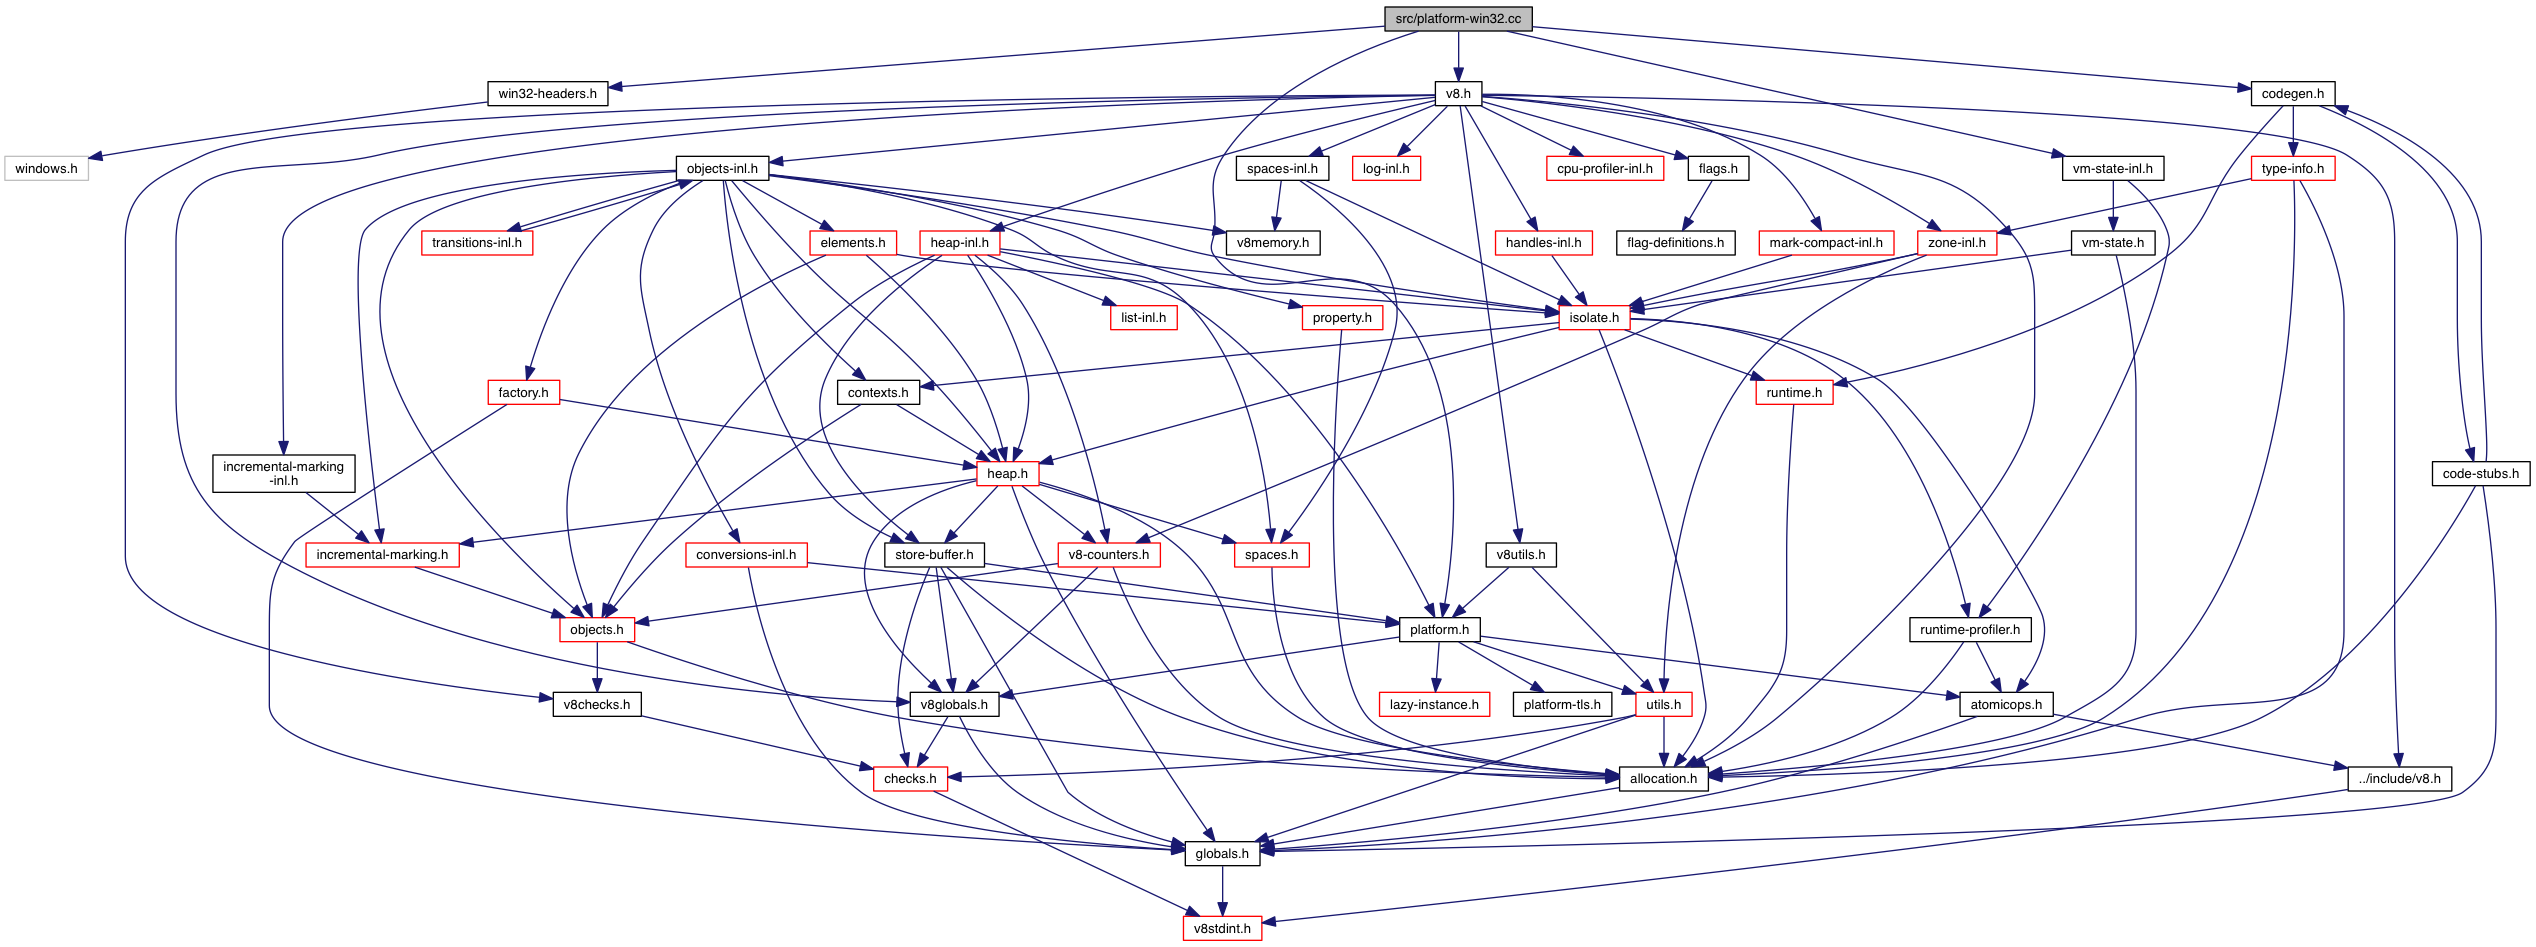 src/platform-win32.cc
win32-headers.h
v8.h
codegen.h
windows.h
objects-inl.h
spaces-inl.h
log-inl.h
cpu-profiler-inl.h
flags.h
vm-state-inl.h
type-info.h
transitions-inl.h
elements.h
heap-inl.h
v8memory.h
handles-inl.h
flag-definitions.h
mark-compact-inl.h
zone-inl.h
vm-state.h
list-inl.h
property.h
isolate.h
factory.h
contexts.h
runtime.h
incremental-marking
-inl.h
heap.h
code-stubs.h
incremental-marking.h
conversions-inl.h
store-buffer.h
v8-counters.h
spaces.h
v8utils.h
objects.h
platform.h
runtime-profiler.h
v8checks.h
v8globals.h
lazy-instance.h
platform-tls.h
utils.h
atomicops.h
checks.h
allocation.h
../include/v8.h
globals.h
v8stdint.h